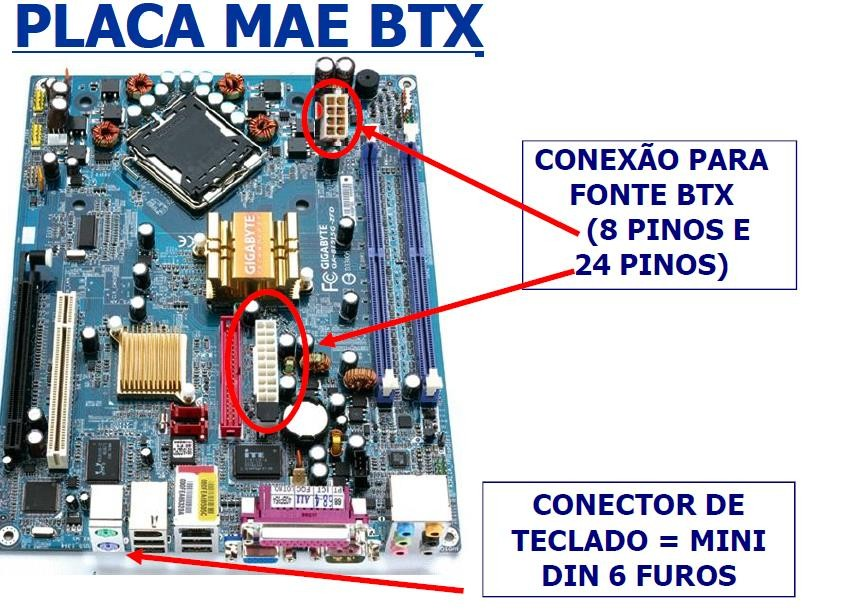 PLACA MAE BTX
CONEXÃO PARA
FONTE BTX
(8 PINOS E
24 PINOS)
GIGABYTE
CONECTOR DE
TECLADO = MINI
DIN 6 FUROS